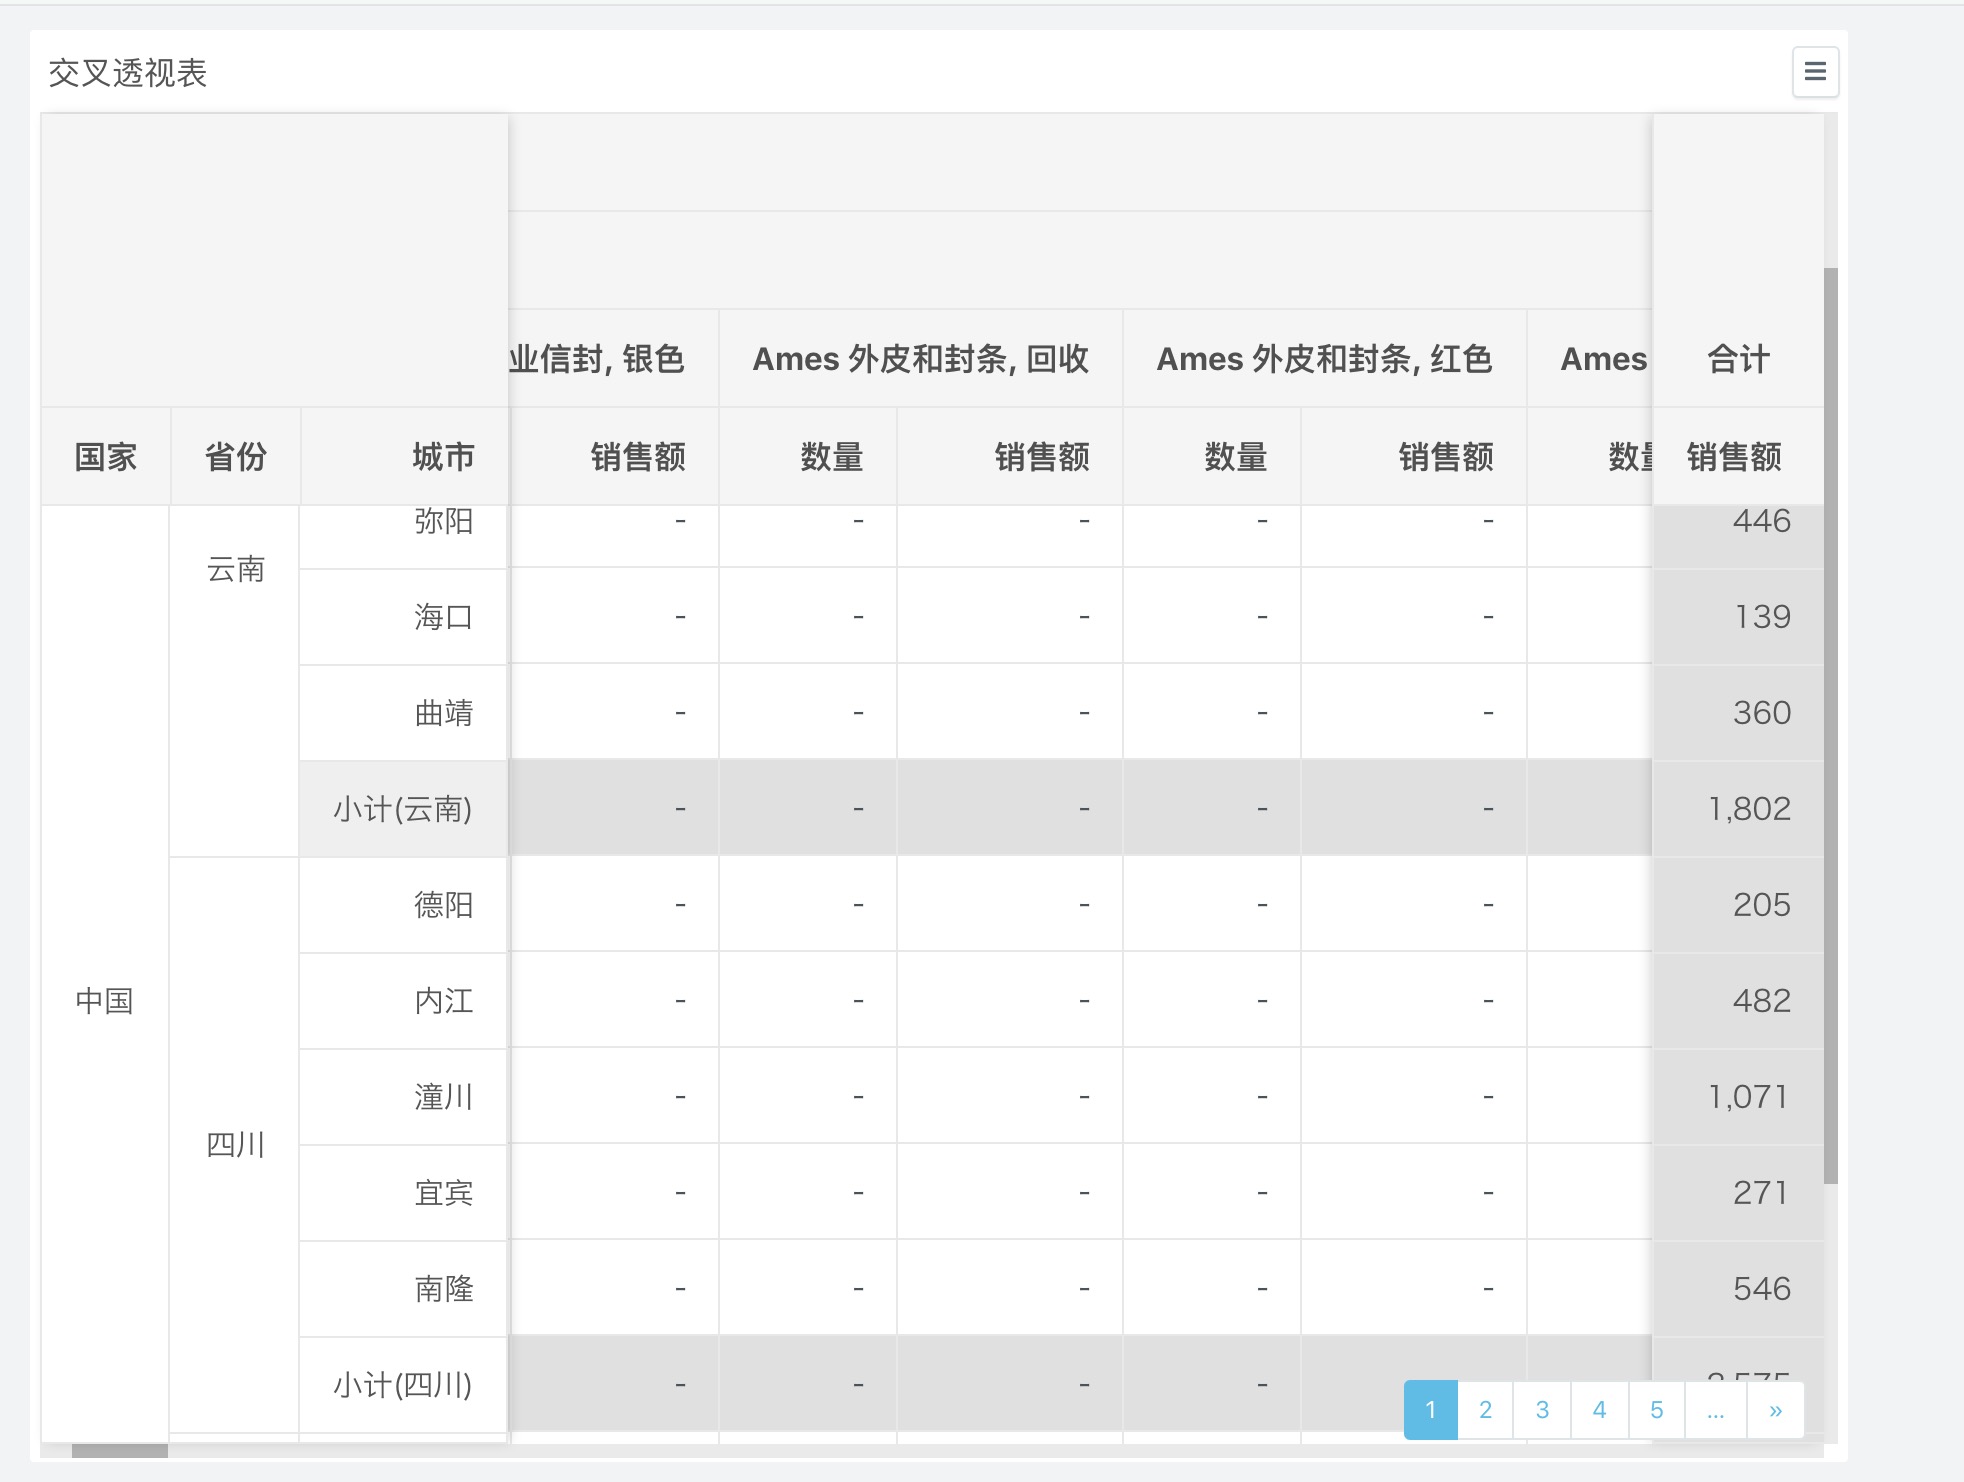 交叉透视表
业信封, 银色 Ames 外皮和封条, 回收 Ames 外皮和封条, 红色 Ames 合计
国家 省份 城市 销售额 数量 销售额 数量 销售额 数量 销售额
弥阳 - - - - - 446
云南
海口 - - - - - 139
曲靖 - - - - - 360
小计(云南) - - - - - 1,802
德阳 - - - - - 205
中国 内江 - - - - - 482
潼川 - - - - - 1,071
四川
宜宾 - - - - - 271
南隆 - - - - - 546
小计(四川) - - - -
1 2 3 4 5 ... »